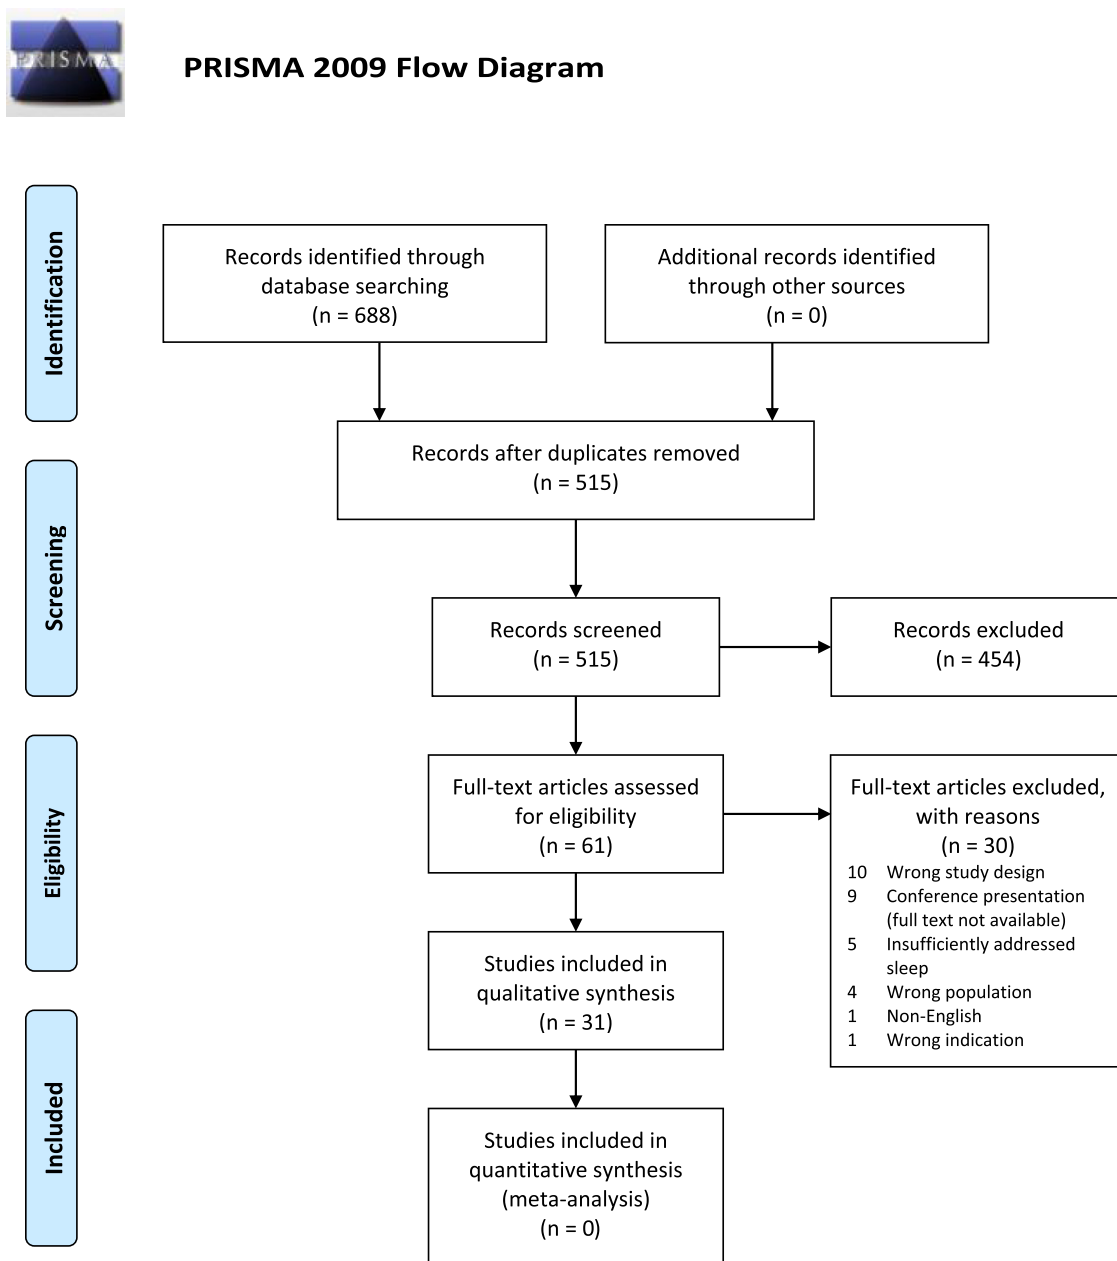 PRISMA
PRISMA 2009 Flow Diagram
Identification
Records identified through
database searching
(n = 688)
Additional records identified
through other sources
(n = 0)
Records after duplicates removed
(n = 515)
Screening
Records screened
(n = 515)
Records excluded
(n = 454)
Eligibility
Full-text articles assessed
for eligibility
(n = 61)
Full-text articles excluded,
with reasons
(n = 30)
10 Wrong study design
9 Conference presentation
(full text not available)
5 Insufficiently addressed
sleep
4 Wrong population
1 Non-English
1 Wrong indication
Studies included in
qualitative synthesis
(n = 31)
Included
Studies included in
quantitative synthesis
(meta-analysis)
(n = 0)